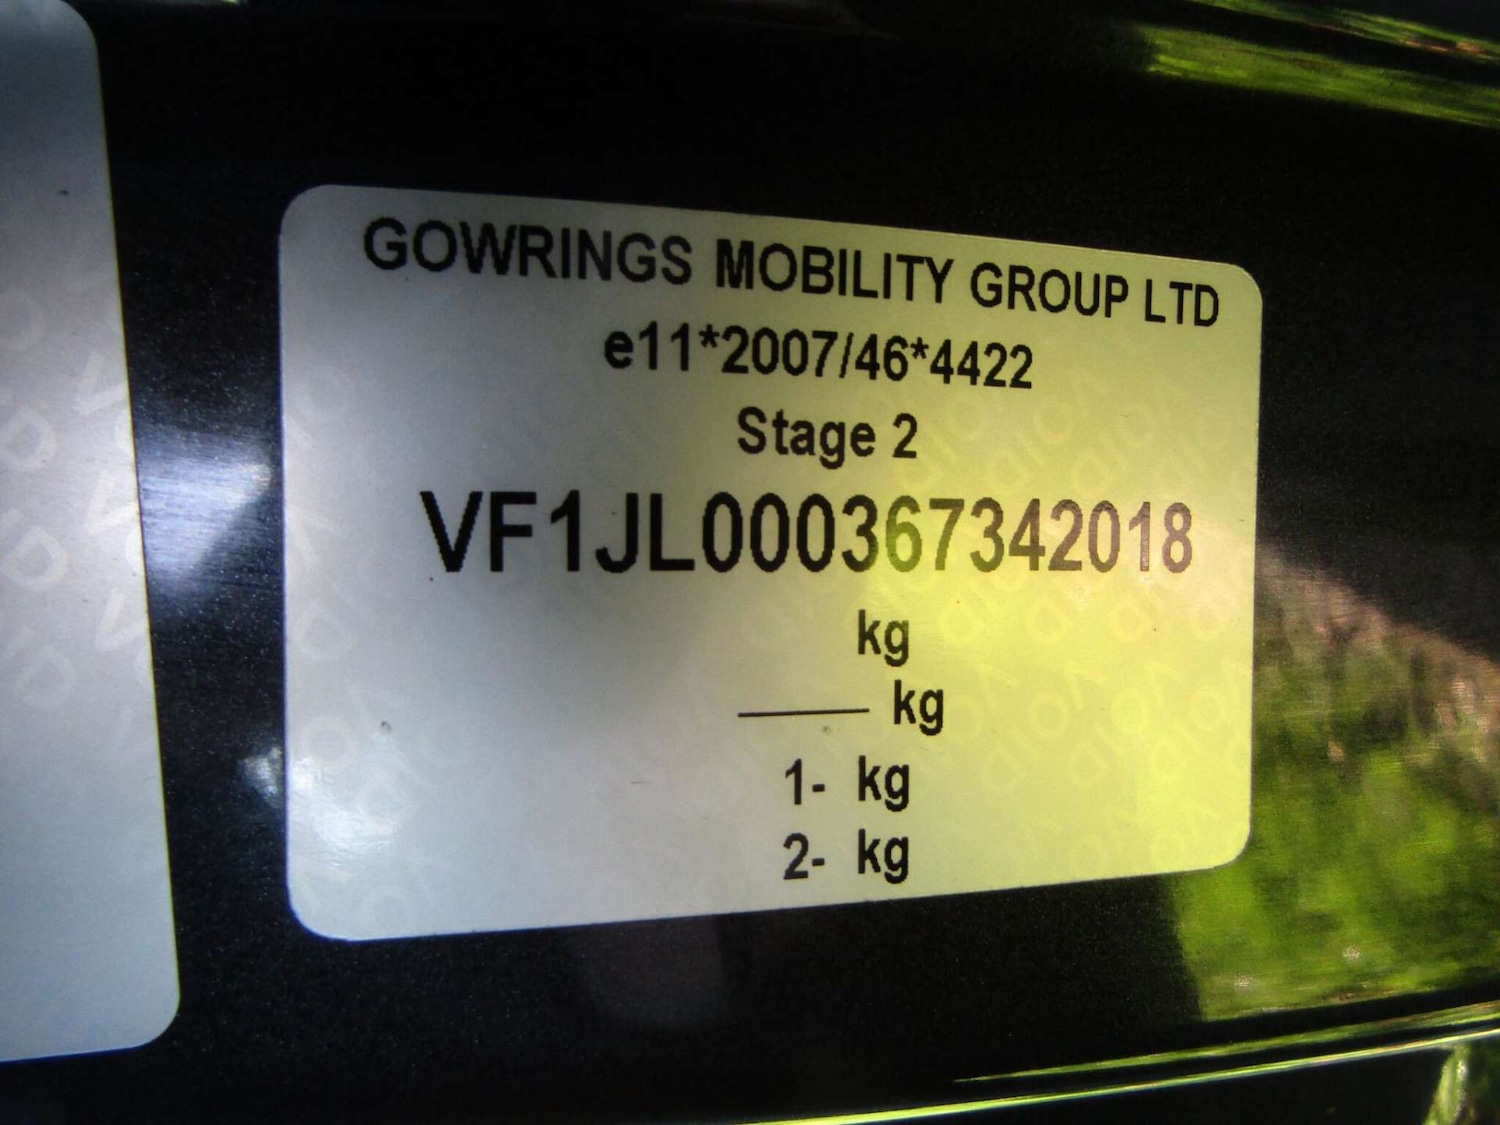 GOWRINGS MOBILITY GROUP LTD
e11*2007/46*4422
Stage 2
VF1JL000367342018
kg
kg
1- kg
2- kg